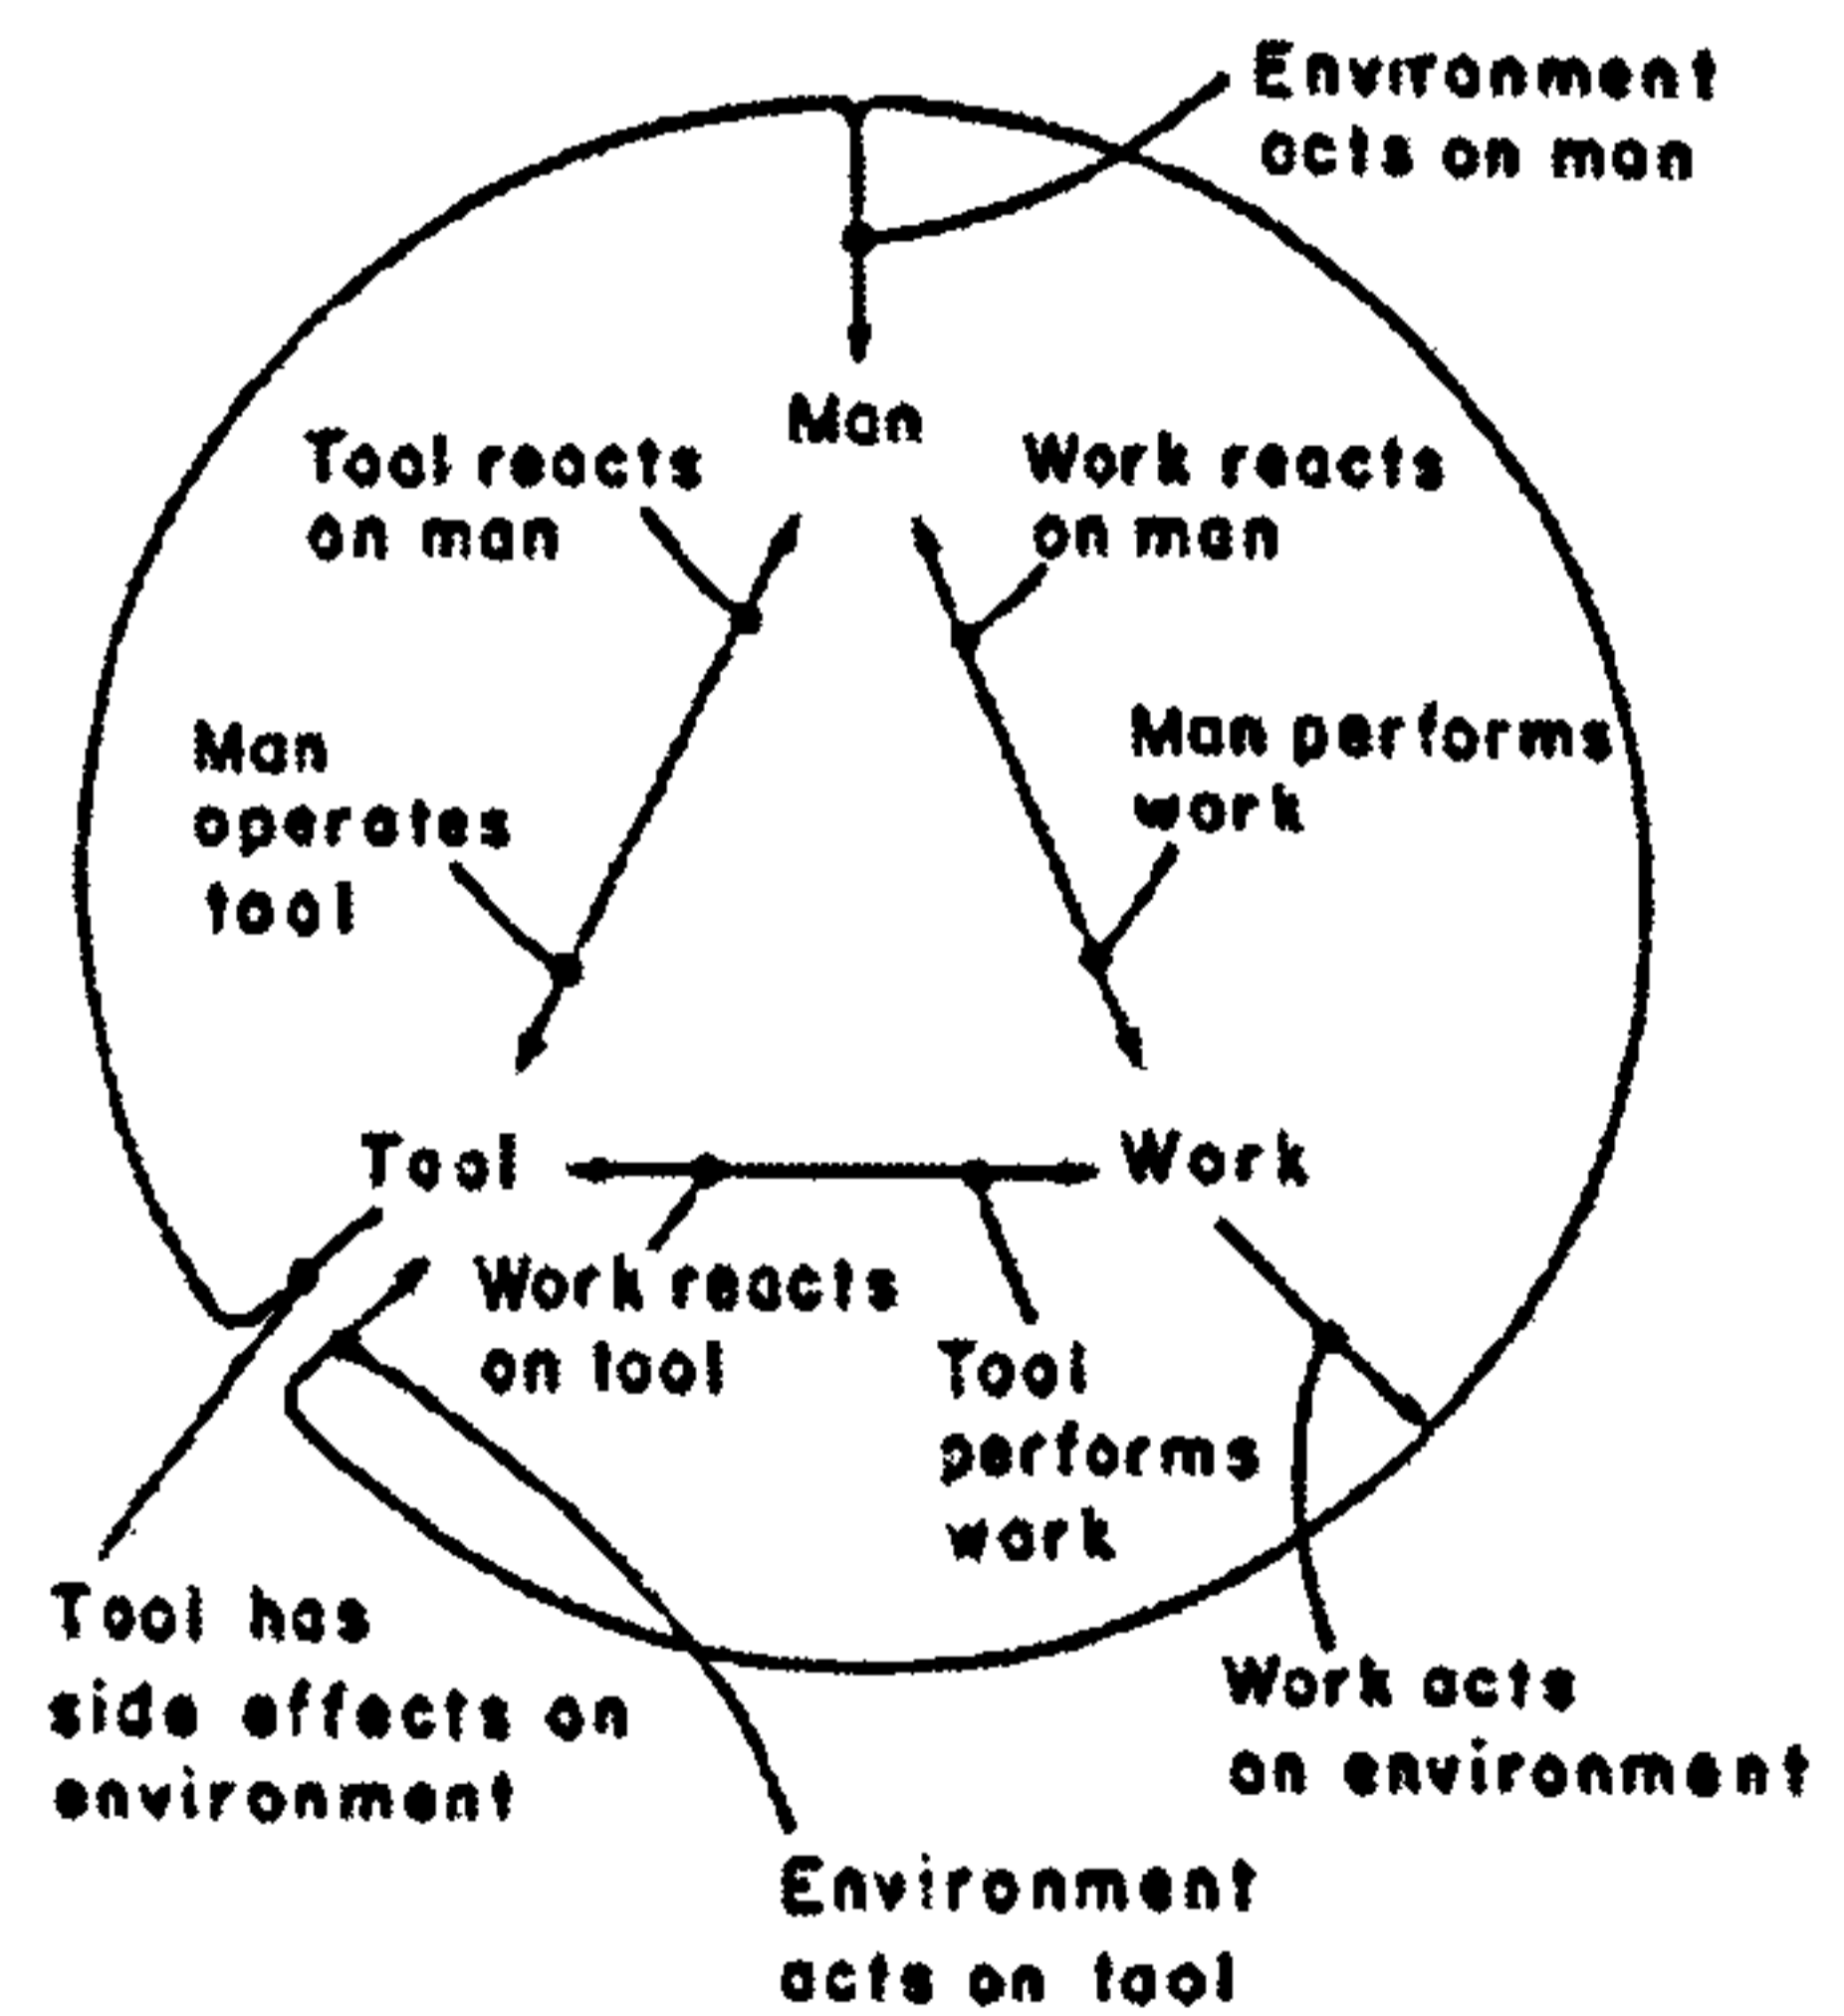 Environment
acts on man
Man
Tool reacts
on man
Work reacts
on man
Man
operates
tool
Man performs
work
Tool
Work
Work reacts
on tool
Tool
performs
work
Tool has
side effects on
environment
Work acts
on environment
Environment
acts on tool